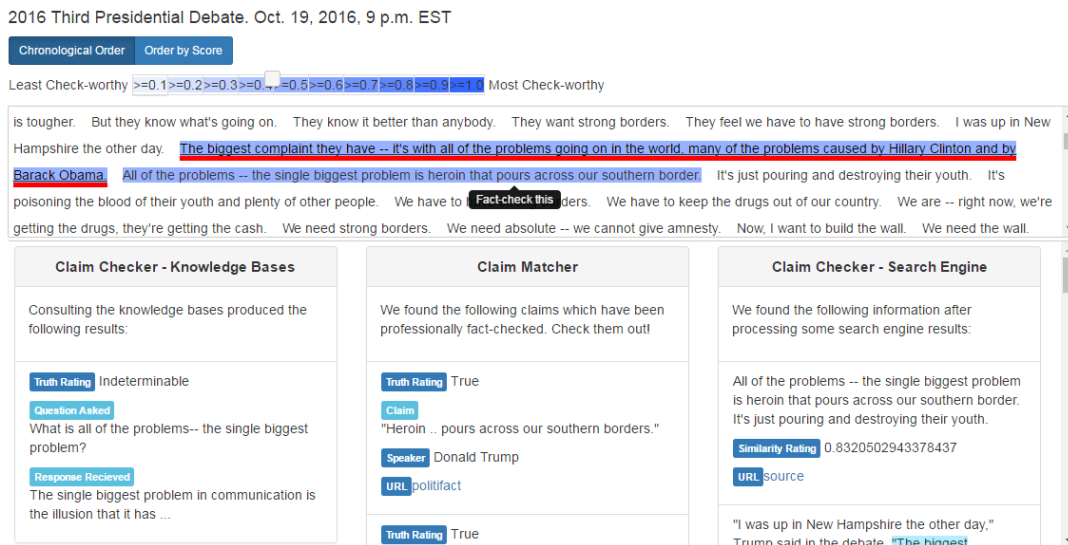 2016 Third Presidential Debate. Oct. 19, 2016, 9 p.m. EST
Chronological Order Order by Score
Least Check-worthy >=0.1 >=0.2 >=0.3 >=0.4 >=0.5 >=0.6 >=0.7 >=0.8 >=0.9 >=1.0 Most Check-worthy
is tougher. But they know what's going on. They know it better than anybody. They want strong borders. They feel we have to have strong borders. I was up in New
Hampshire the other day. The biggest complaint they have -- it's with all of the problems going on in the world, many of the problems caused by Hillary Clinton and by
Barack Obama. All of the problems -- the single biggest problem is heroin that pours across our southern border. It's just pouring and destroying their youth. It's
Fact-check this
poisoning the blood of their youth and plenty of other people. We have to ders. We have to keep the drugs out of our country. We are -- right now, we're
getting the drugs, they're getting the cash. We need strong borders. We need absolute -- we cannot give amnesty. Now, I want to build the wall. We need the wall.
Claim Checker - Knowledge Bases
Consulting the knowledge bases produced the
following results:
Truth Rating Indeterminable
Question Asked
What is all of the problems-- the single biggest
problem?
Response Recieved
The single biggest problem in communication is
the illusion that it has ...
Claim Matcher
We found the following claims which have been
professionally fact-checked. Check them out!
Truth Rating True
Claim
"Heroin .. pours across our southern borders."
Speaker Donald Trump
URL politifact
Truth Rating True
Claim Checker - Search Engine
We found the following information after
processing some search engine results:
All of the problems -- the single biggest problem
is heroin that pours across our southern border.
It's just pouring and destroying their youth.
Similarity Rating 0.8320502943378437
URL source
"I was up in New Hampshire the other day,"
Trump said in the debate. "The biggest